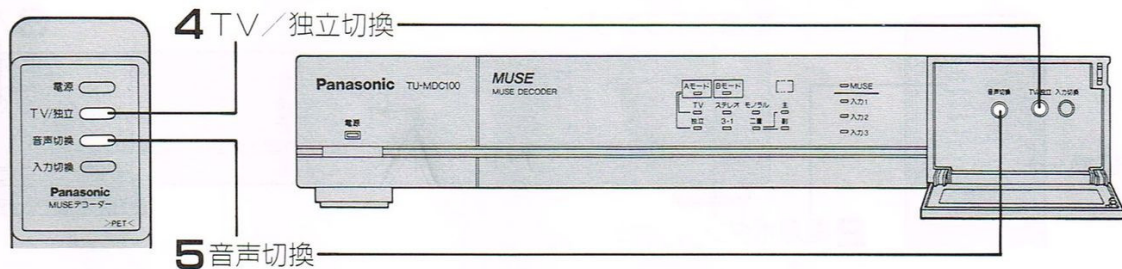 4 TV／独立切換
電源
TV/独立
音声切換
入力切換
Panasonic
MUSEデコーダー
>PET<
5 音声切換
Panasonic TU-MDC100
電源
MUSE
MUSE DECODER
Aモード Bモード
TV ステレオ モノラル 主
独立 3-1 二重 副
MUSE
入力1
入力2
入力3
音声切換 TV/独立 入力切換